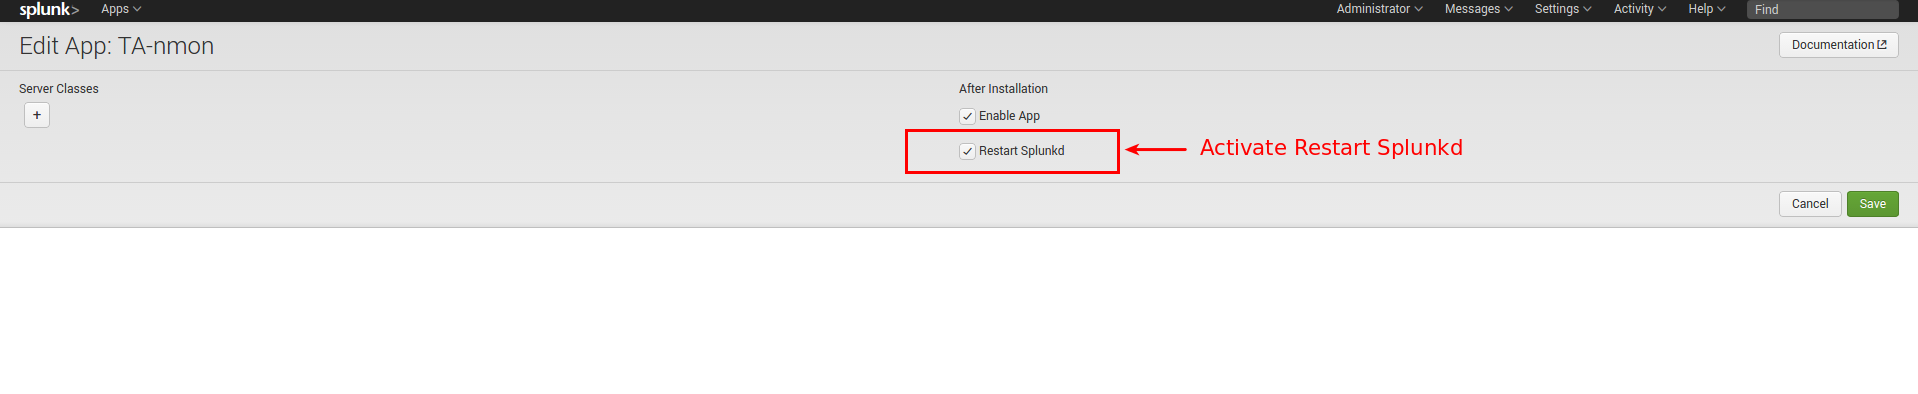 splunk> Apps Administrator Messages Settings Activity Help Find
Edit App: TA-nmon Documentation
Server Classes After Installation
+ Enable App
Restart Splunkd Activate Restart Splunkd
Cancel Save